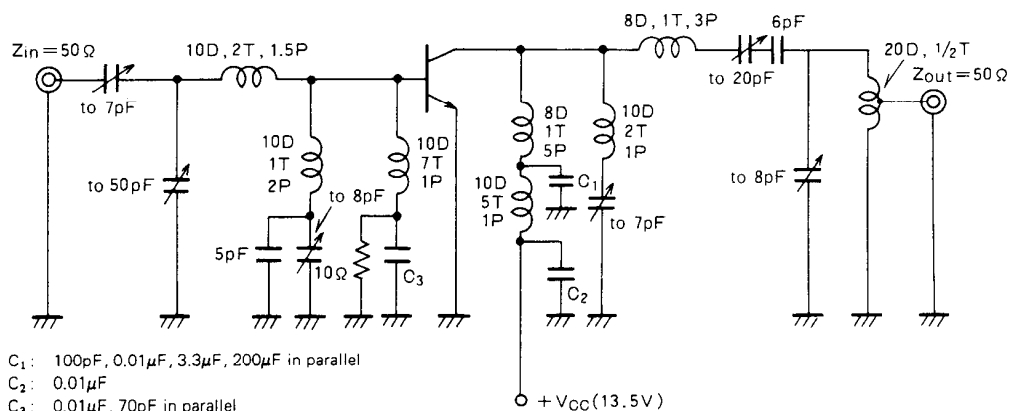 Zin=50Ω
to 7pF
10D, 2T, 1.5P
to 50pF
10D
1T
2P
to 8pF
5pF
10Ω
10D
7T
1P
C₃
8D
1T
5P
C₁
10D
5T
1P
C₂
10D
2T
1P
to 7pF
8D, 1T, 3P
to 20pF
6pF
to 8pF
20D, 1/2T
Zout=50Ω
+VCC(13.5V)
C₁: 100pF, 0.01μF, 3.3μF, 200μF in parallel
C₂: 0.01μF
C₃: 0.01μF, 70pF in parallel